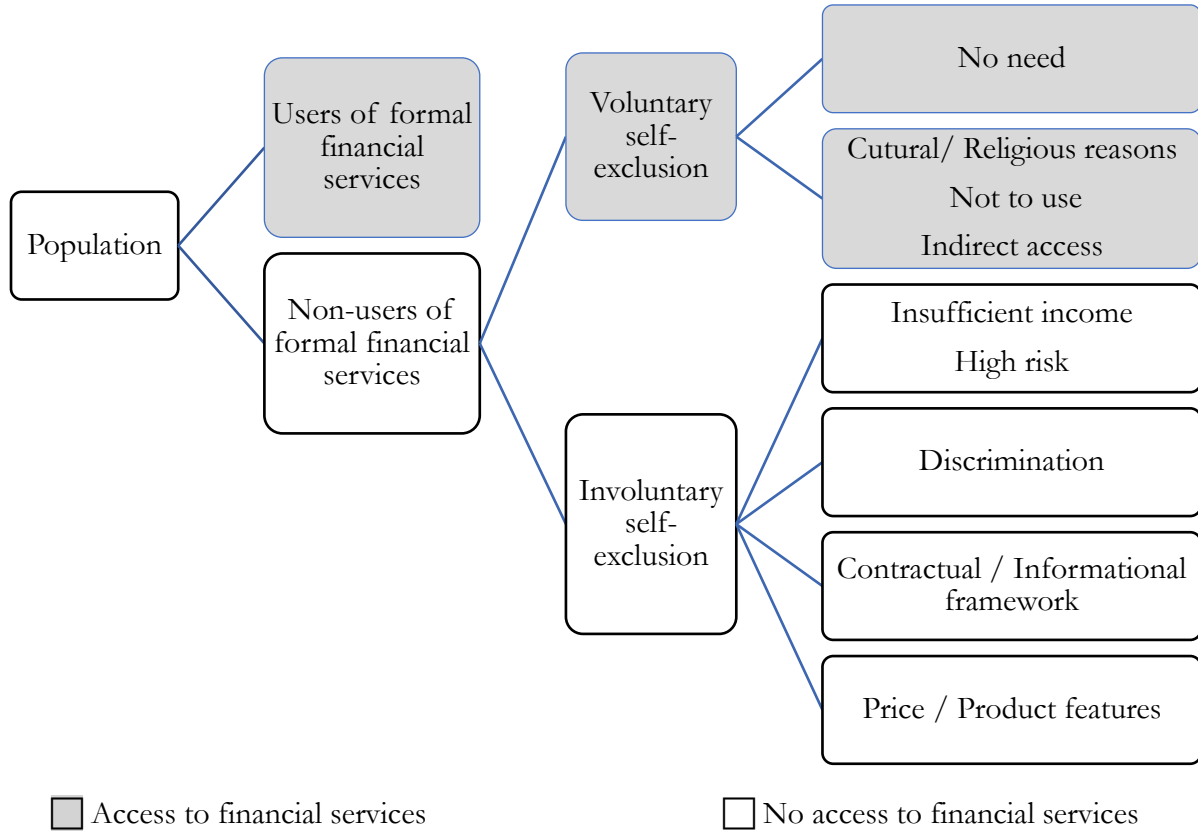 Population
Users of formal
financial
services
Non-users of
formal financial
services
Voluntary
self-
exclusion
Involuntary
self-
exclusion
No need
Cutural/ Religious reasons
Not to use
Indirect access
Insufficient income
High risk
Discrimination
Contractual / Informational
framework
Price / Product features
Access to financial services
No access to financial services